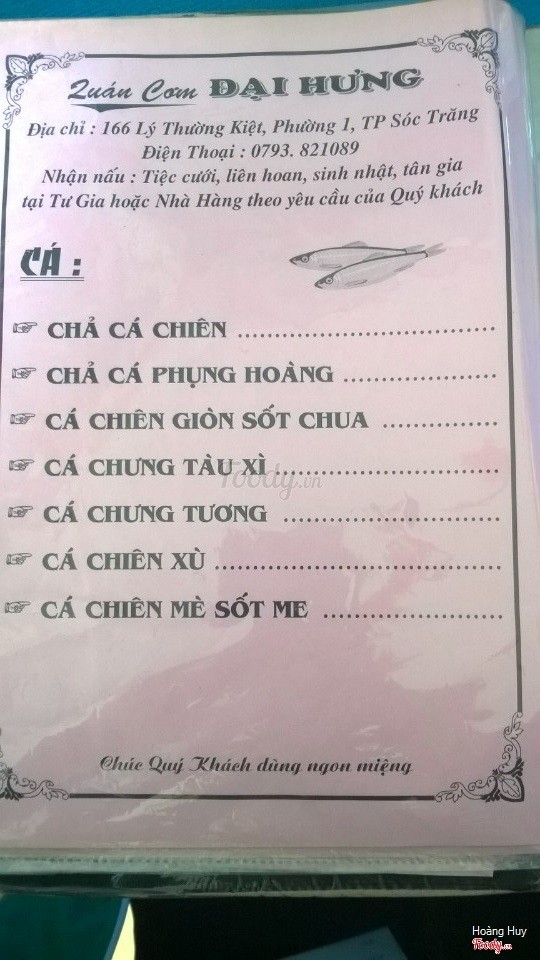 Quán Cơm ĐẠI HƯNG
Địa chỉ : 166 Lý Thường Kiệt, Phường 1, TP Sóc Trăng
Điện Thoại : 0793. 821089
Nhận nấu : Tiệc cưới, liên hoan, sinh nhật, tân gia
tại Tư Gia hoặc Nhà Hàng theo yêu cầu của Quý khách
CÁ :
CHẢ CÁ CHIÊN ....................................
CHẢ CÁ PHỤNG HOÀNG .....................
CÁ CHIÊN GIÒN SỐT CHUA ................
CÁ CHƯNG TÀU XÌ ..............................
Foody.vn
CÁ CHƯNG TƯƠNG ..............................
CÁ CHIÊN XÙ ........................................
CÁ CHIÊN MÈ SỐT ME .........................
Chúc Quý Khách dùng ngon miệng
Hoàng Huy
Foody.vn